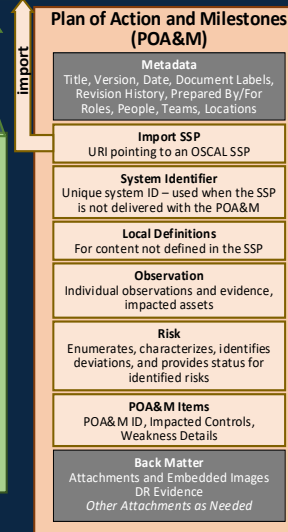 Plan of Action and Milestones
(POA&M)
import
Metadata
Title, Version, Date, Document Labels,
Revision History, Prepared By/For
Roles, People, Teams, Locations
Import SSP
URI pointing to an OSCAL SSP
System Identifier
Unique system ID – used when the SSP
is not delivered with the POA&M
Local Definitions
For content not defined in the SSP
Observation
Individual observations and evidence,
impacted assets
Risk
Enumerates, characterizes, identifies
deviations, and provides status for
identified risks
POA&M Items
POA&M ID, Impacted Controls,
Weakness Details
Back Matter
Attachments and Embedded Images
DR Evidence
Other Attachments as Needed